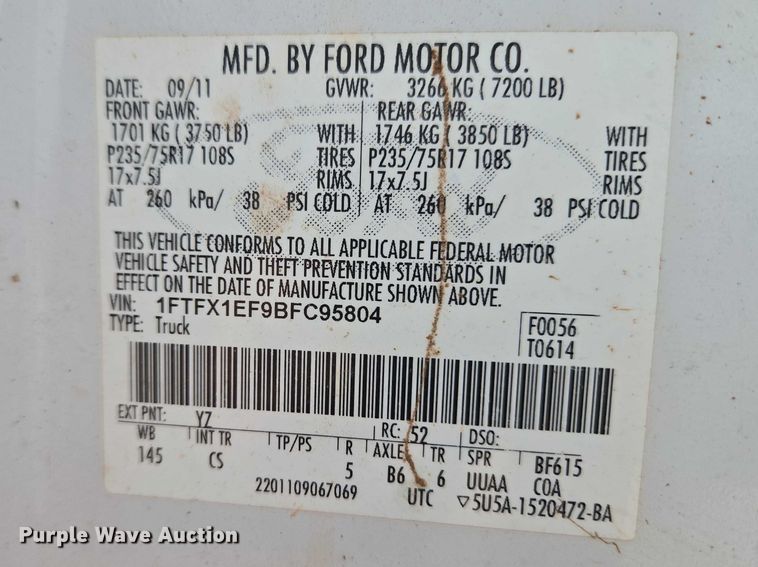 MFD. BY FORD MOTOR CO.
DATE: 09/11 GVWR: 3266 KG ( 7200 LB)
FRONT GAWR: REAR GAWR:
1701 KG ( 3750 LB) WITH 1746 KG ( 3850 LB) WITH
P235/75R17 108S TIRES P235/75R17 108S TIRES
17x7.5J RIMS 17x7.5J RIMS
AT 260 kPa/ 38 PSI COLD AT 260 kPa/ 38 PSI COLD
THIS VEHICLE CONFORMS TO ALL APPLICABLE FEDERAL MOTOR
VEHICLE SAFETY AND THEFT PREVENTION STANDARDS IN
EFFECT ON THE DATE OF MANUFACTURE SHOWN ABOVE.
VIN: 1FTFX1EF9BFC95804
TYPE: Truck
F0056
T0614
EXT PNT: YZ RC: 52 DSO:
WB INT TR TP/PS R AXLE TR SPR BF615
145 CS 5 B6 6 UUAA COA
2201109067069 UTC ▽5U5A-1520472-BA
Purple Wave Auction